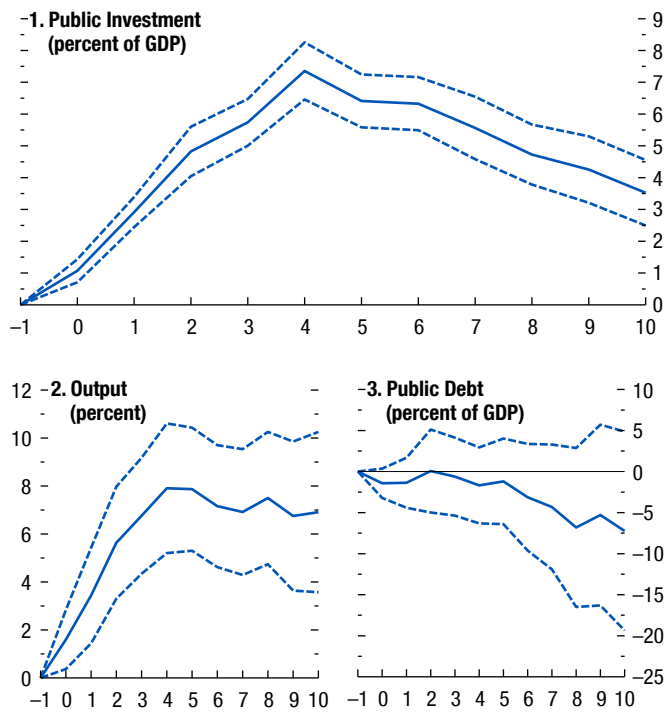 1. Public Investment
(percent of GDP)
9
8
7
6
5
4
3
2
1
0
–1 0 1 2 3 4 5 6 7 8 9 10
2. Output
(percent)
12
10
8
6
4
2
0
–1 0 1 2 3 4 5 6 7 8 9 10
3. Public Debt
(percent of GDP)
10
5
0
–5
–10
–15
–20
–25
–1 0 1 2 3 4 5 6 7 8 9 10